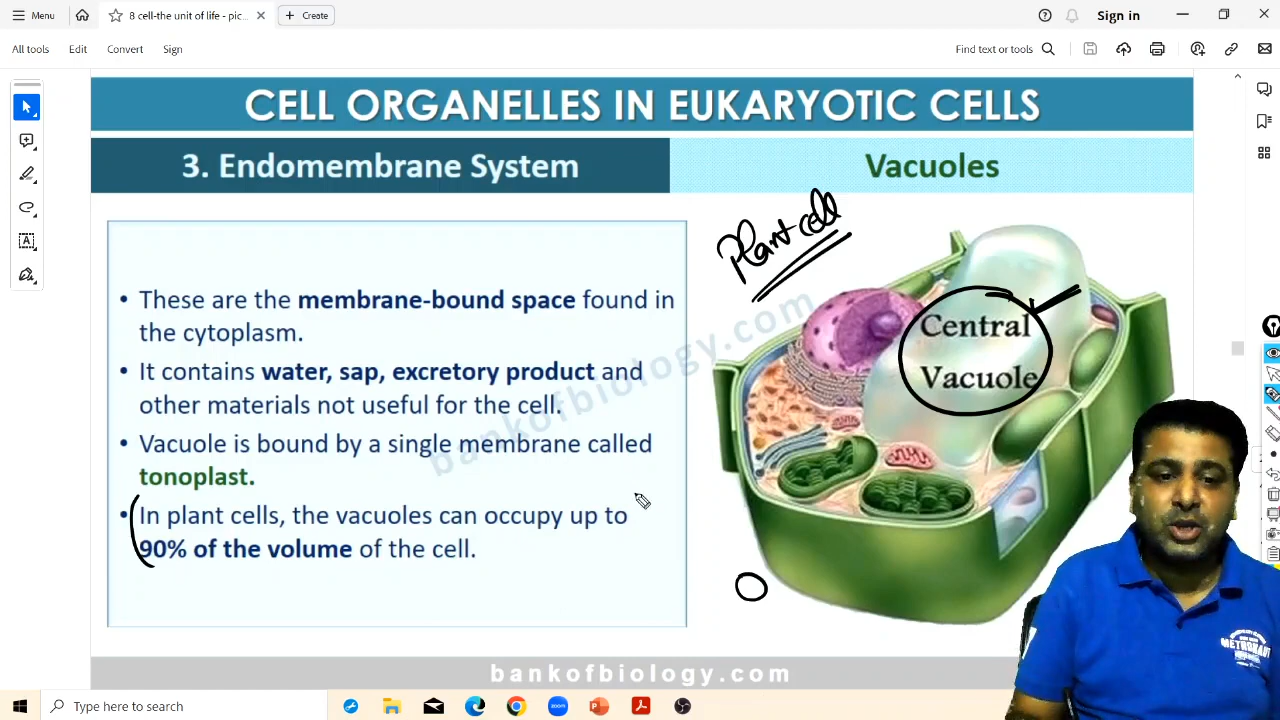 Menu
8 cell-the unit of life - pic...
Create
Sign in
All tools Edit Convert Sign
Find text or tools
CELL ORGANELLES IN EUKARYOTIC CELLS
3. Endomembrane System
Vacuoles
Plant cell
• These are the membrane-bound space found in
the cytoplasm.
• It contains water, sap, excretory product and
other materials not useful for the cell.
• Vacuole is bound by a single membrane called
tonoplast.
• In plant cells, the vacuoles can occupy up to
90% of the volume of the cell.
Central
Vacuole
bankofbiology.com
bankofbiology.com
Type here to search
zoom